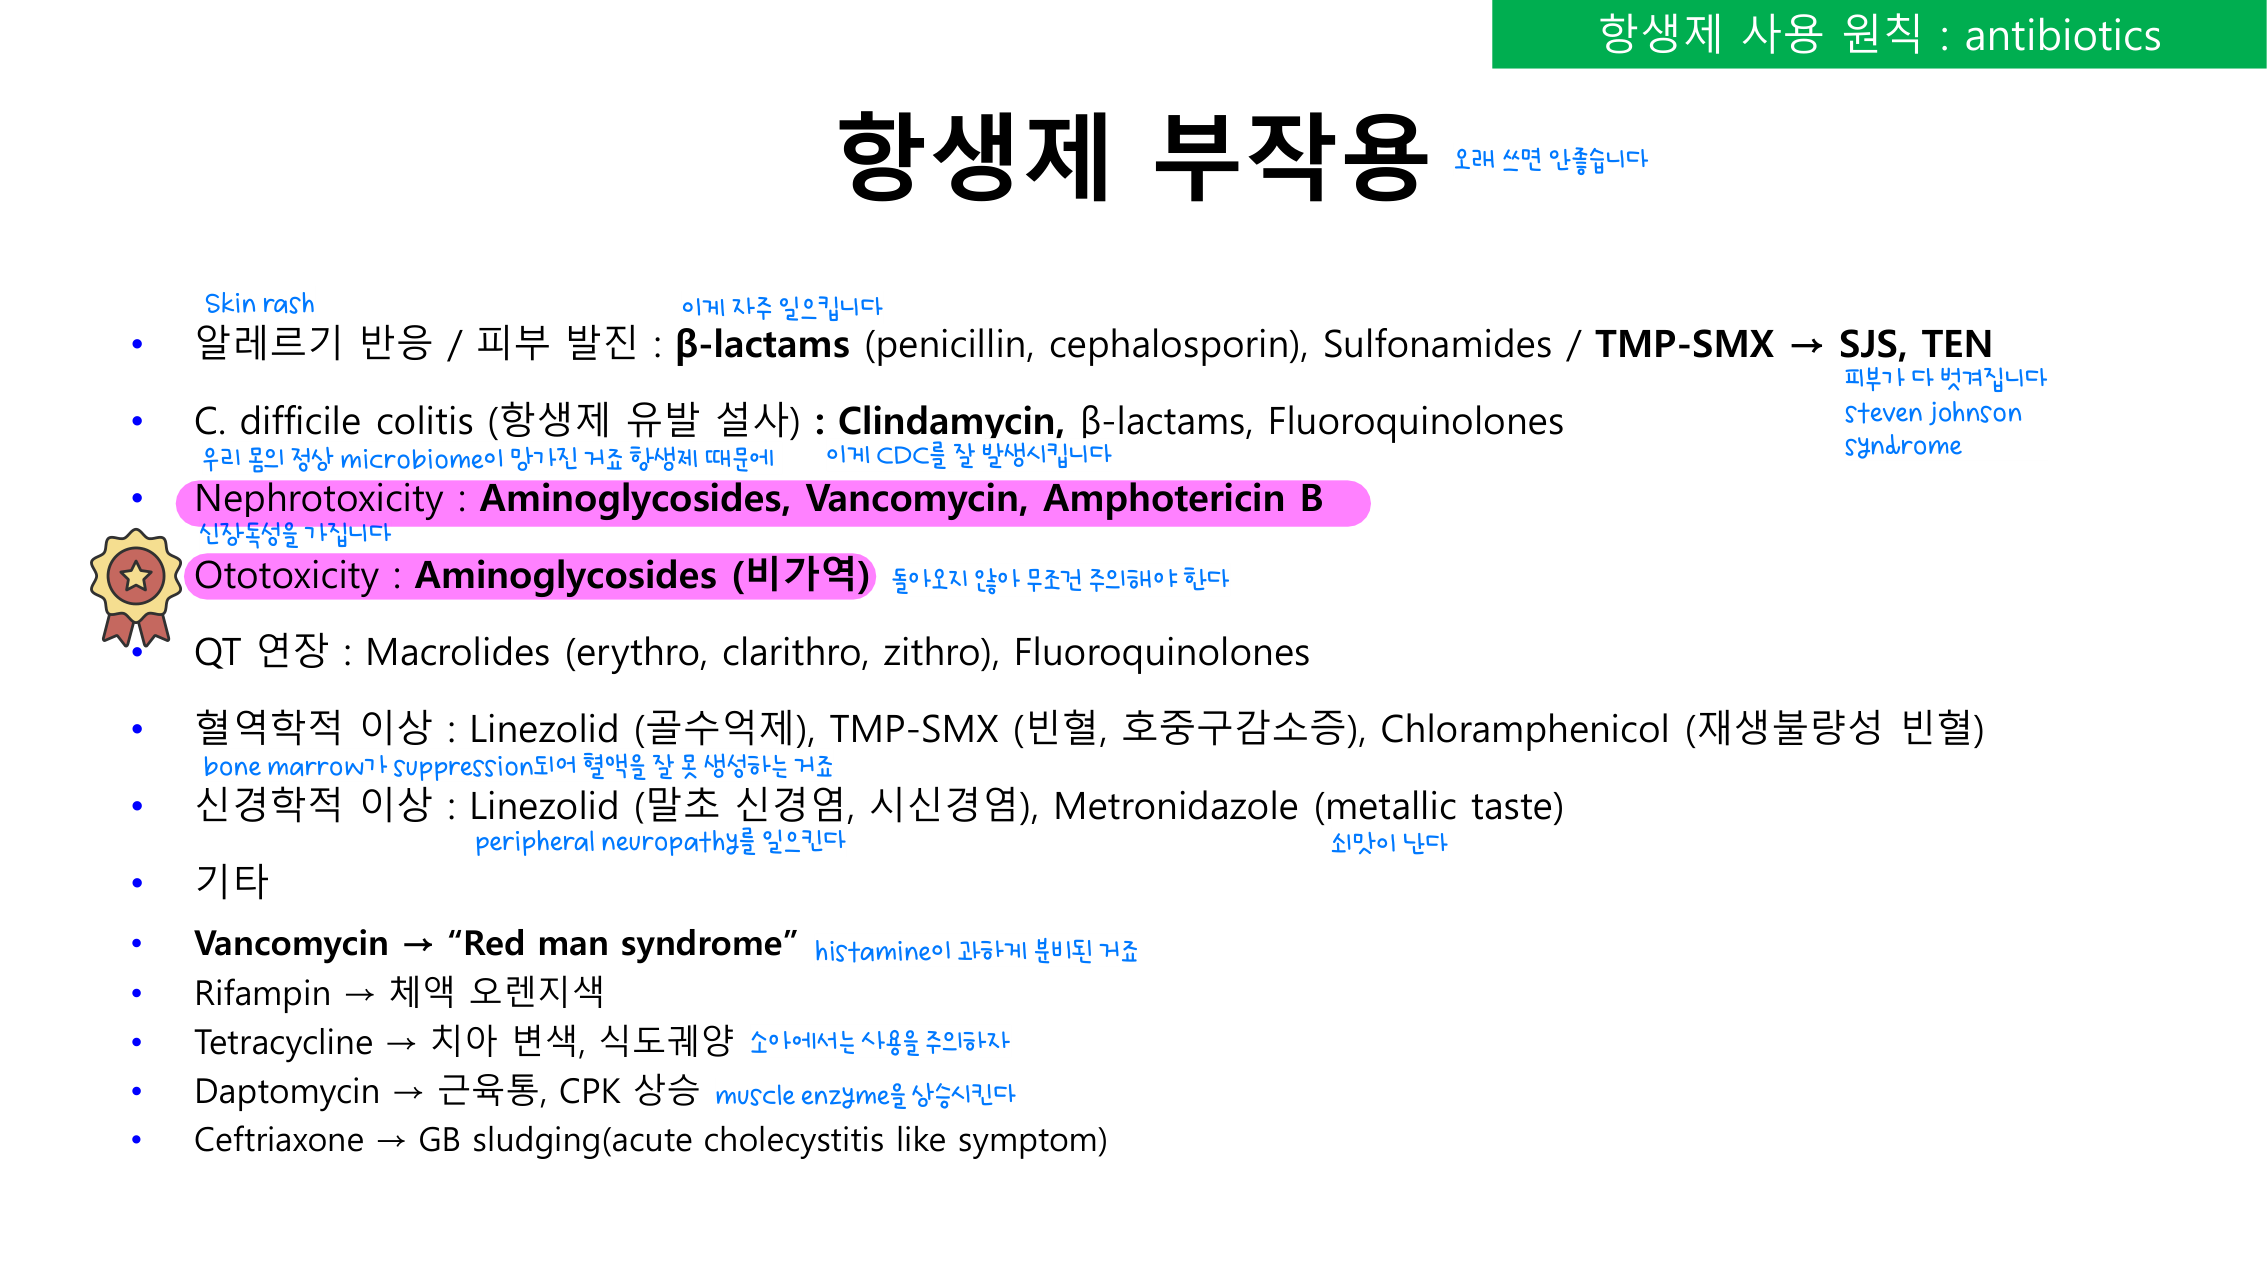 항생제 사용 원칙 : antibiotics
항생제 부작용 오래 쓰면 안좋습니다
Skin rash 이게 자주 일으킵니다
• 알레르기 반응 / 피부 발진 : β-lactams (penicillin, cephalosporin), Sulfonamides / TMP-SMX → SJS, TEN
피부가 다 벗겨집니다
steven johnson
syndrome
• C. difficile colitis (항생제 유발 설사) : Clindamycin, β-lactams, Fluoroquinolones
우리 몸의 정상 microbiome이 망가진 거죠 항생제 때문에 이게 CDC를 잘 발생시킵니다
• Nephrotoxicity : Aminoglycosides, Vancomycin, Amphotericin B
신장독성을 가집니다
Ototoxicity : Aminoglycosides (비가역) 돌아오지 않아 무조건 주의해야 한다
• QT 연장 : Macrolides (erythro, clarithro, zithro), Fluoroquinolones
• 혈역학적 이상 : Linezolid (골수억제), TMP-SMX (빈혈, 호중구감소증), Chloramphenicol (재생불량성 빈혈)
bone marrow가 suppression되어 혈액을 잘 못 생성하는 거죠
• 신경학적 이상 : Linezolid (말초 신경염, 시신경염), Metronidazole (metallic taste)
peripheral neuropathy를 일으킨다 쇠맛이 난다
• 기타
• Vancomycin → “Red man syndrome” histamine이 과하게 분비된 거죠
• Rifampin → 체액 오렌지색
• Tetracycline → 치아 변색, 식도궤양 소아에서는 사용을 주의하자
• Daptomycin → 근육통, CPK 상승 muscle enzyme을 상승시킨다
• Ceftriaxone → GB sludging(acute cholecystitis like symptom)